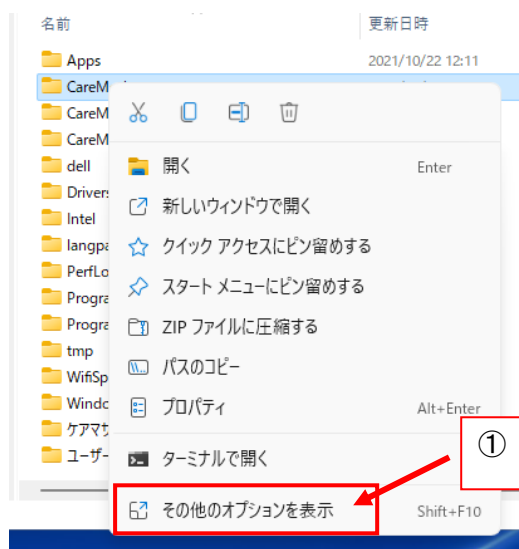 名前 更新日時
Apps 2021/10/22 12:11
CareM
CareM
CareM
dell
Drivers
Intel
langpa
PerfLo
Progra
Progra
tmp
WifiSp
Windo
ケアマサ
ユーザー
開く Enter
新しいウィンドウで開く
クイック アクセスにピン留めする
スタート メニューにピン留めする
ZIP ファイルに圧縮する
パスのコピー
プロパティ Alt+Enter
ターミナルで開く
①
その他のオプションを表示 Shift+F10